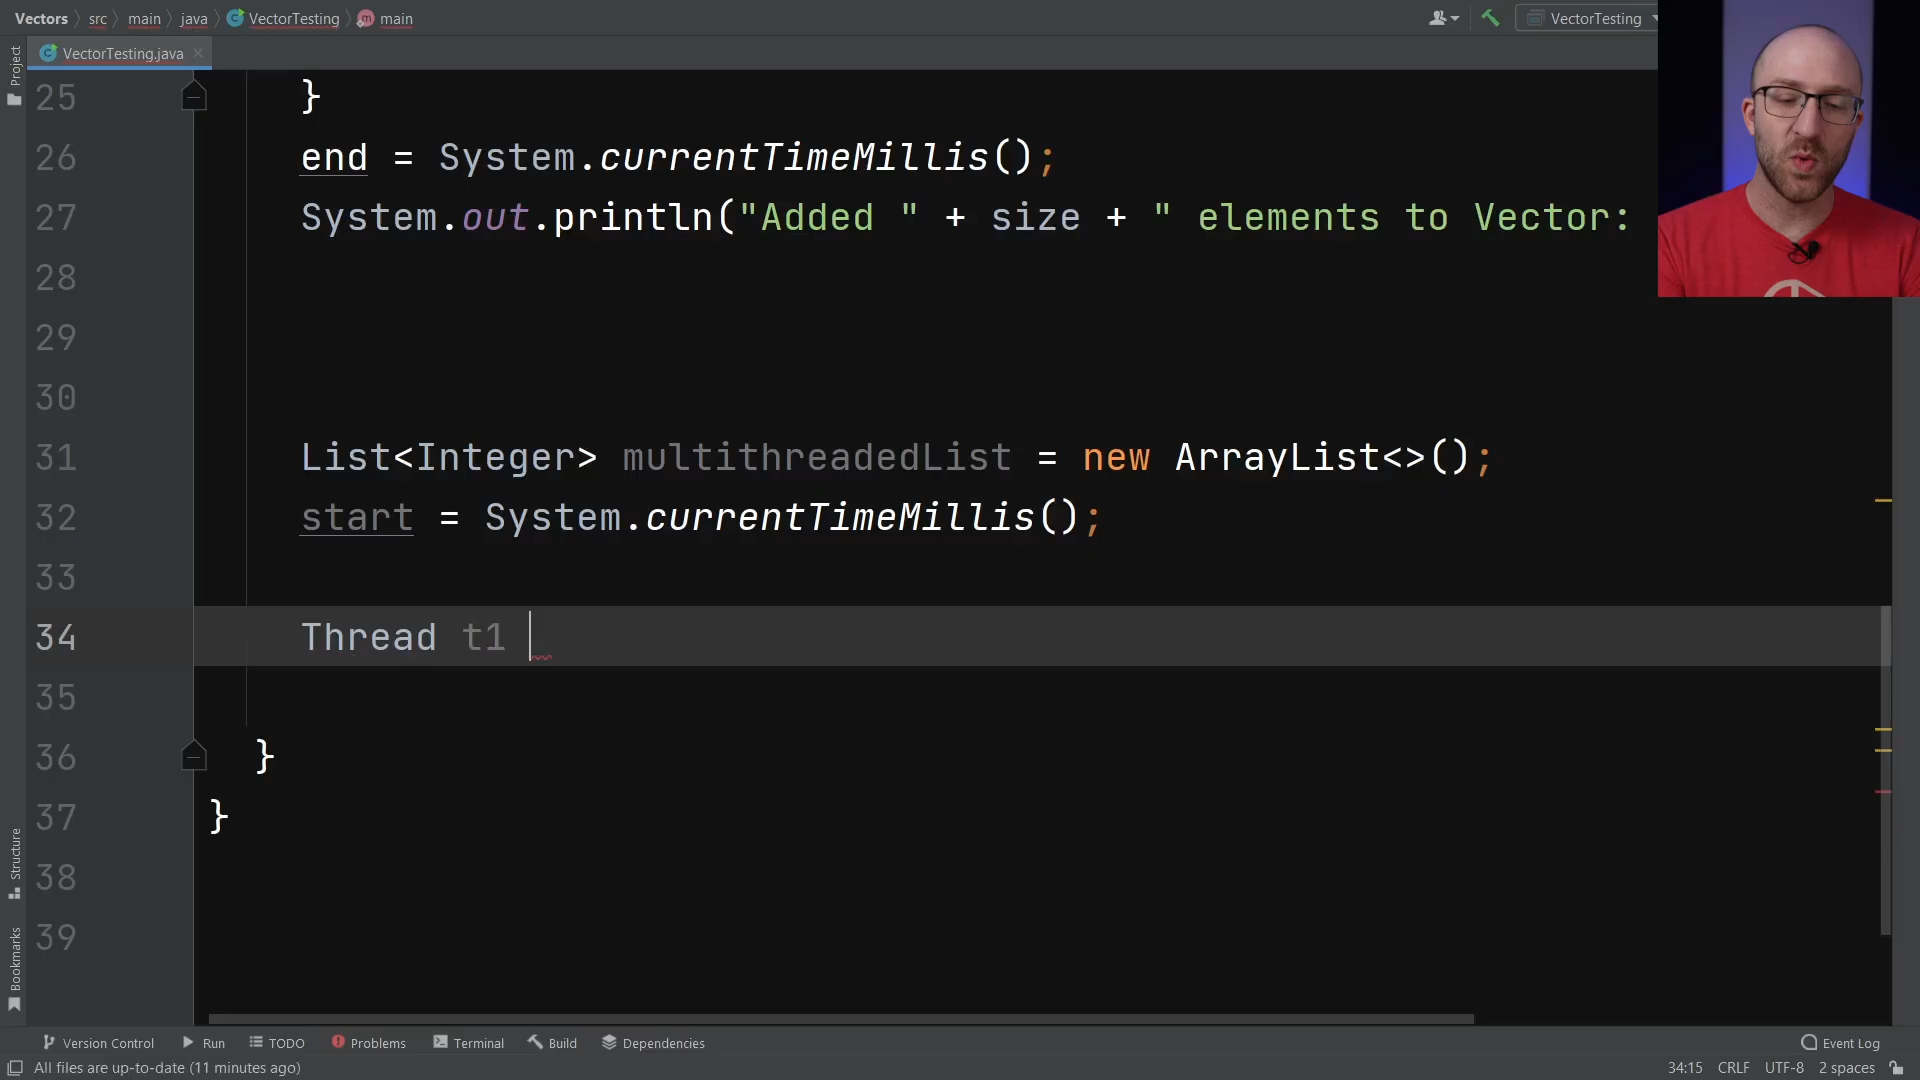 Vectors src main java VectorTesting main
VectorTesting
VectorTesting.java
Project
25 }
26 end = System.currentTimeMillis();
27 System.out.println("Added " + size + " elements to Vector:
28
29
30
31 List<Integer> multithreadedList = new ArrayList<>();
32 start = System.currentTimeMillis();
33
34 Thread t1
35
36 }
37 }
38
39
Structure
Bookmarks
Version Control Run TODO Problems Terminal Build Dependencies Event Log
All files are up-to-date (11 minutes ago) 34:15 CRLF UTF-8 2 spaces